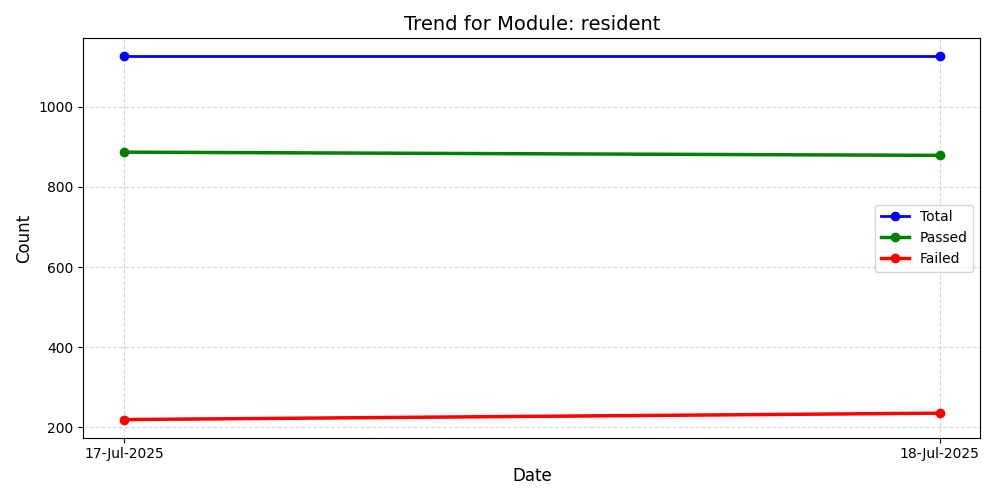 Trend for Module: resident
Count
1000
800
600
400
200
Total
Passed
Failed
17-Jul-2025
18-Jul-2025
Date